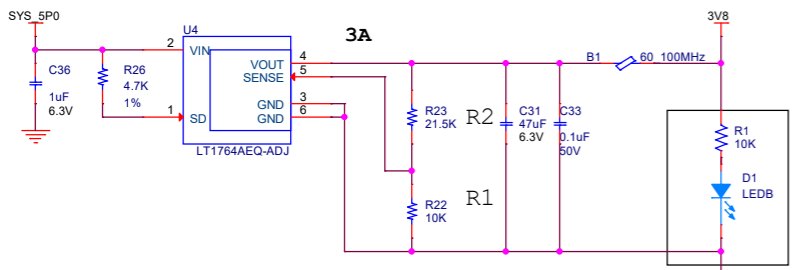 SYS_5P0
U4
3A
3V8
2
VIN
VOUT
4
SENSE
5
B1
60_100MHz
C36
1uF
6.3V
R26
4.7K
1%
1
SD
GND
3
GND
6
LT1764AEQ-ADJ
R23
21.5K
R2
C31
47uF
6.3V
C33
0.1uF
50V
R1
10K
D1
LEDB
R22
10K
R1